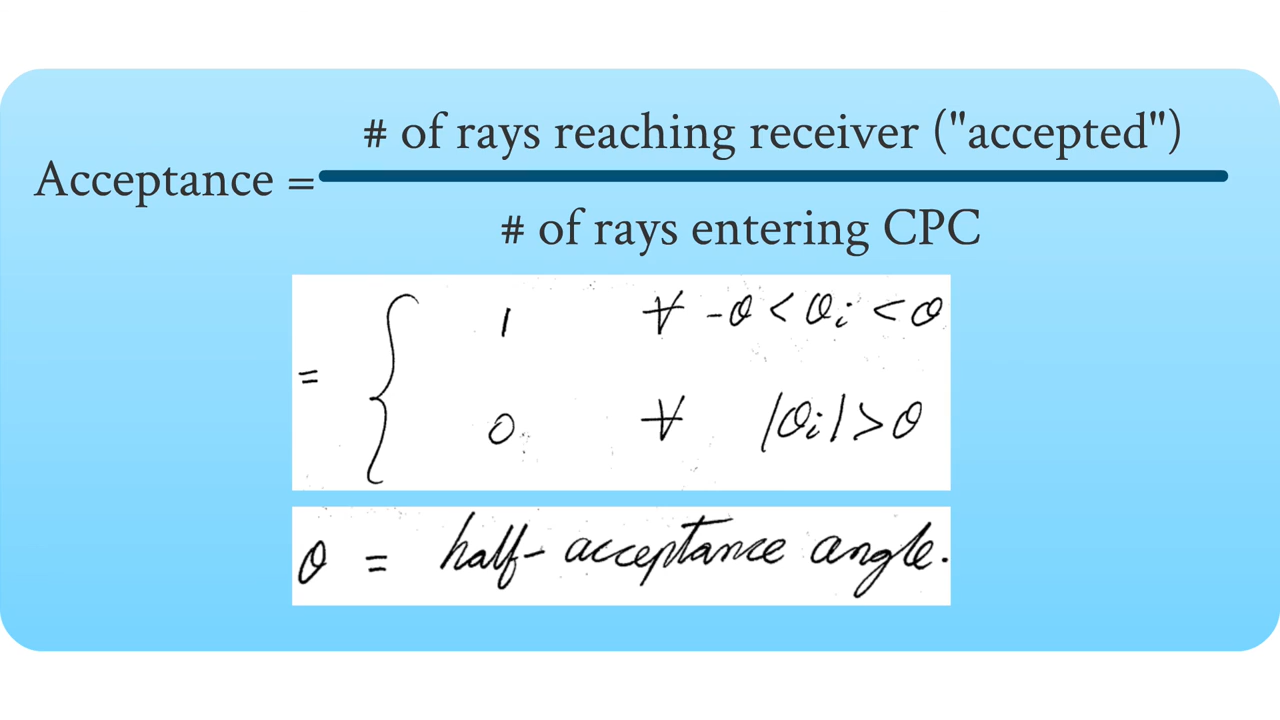 # of rays reaching receiver ("accepted")
Acceptance =
# of rays entering CPC
= { 1 ∀ -θ < θi < θ
0 ∀ |θi| > θ
θ = half-acceptance angle.